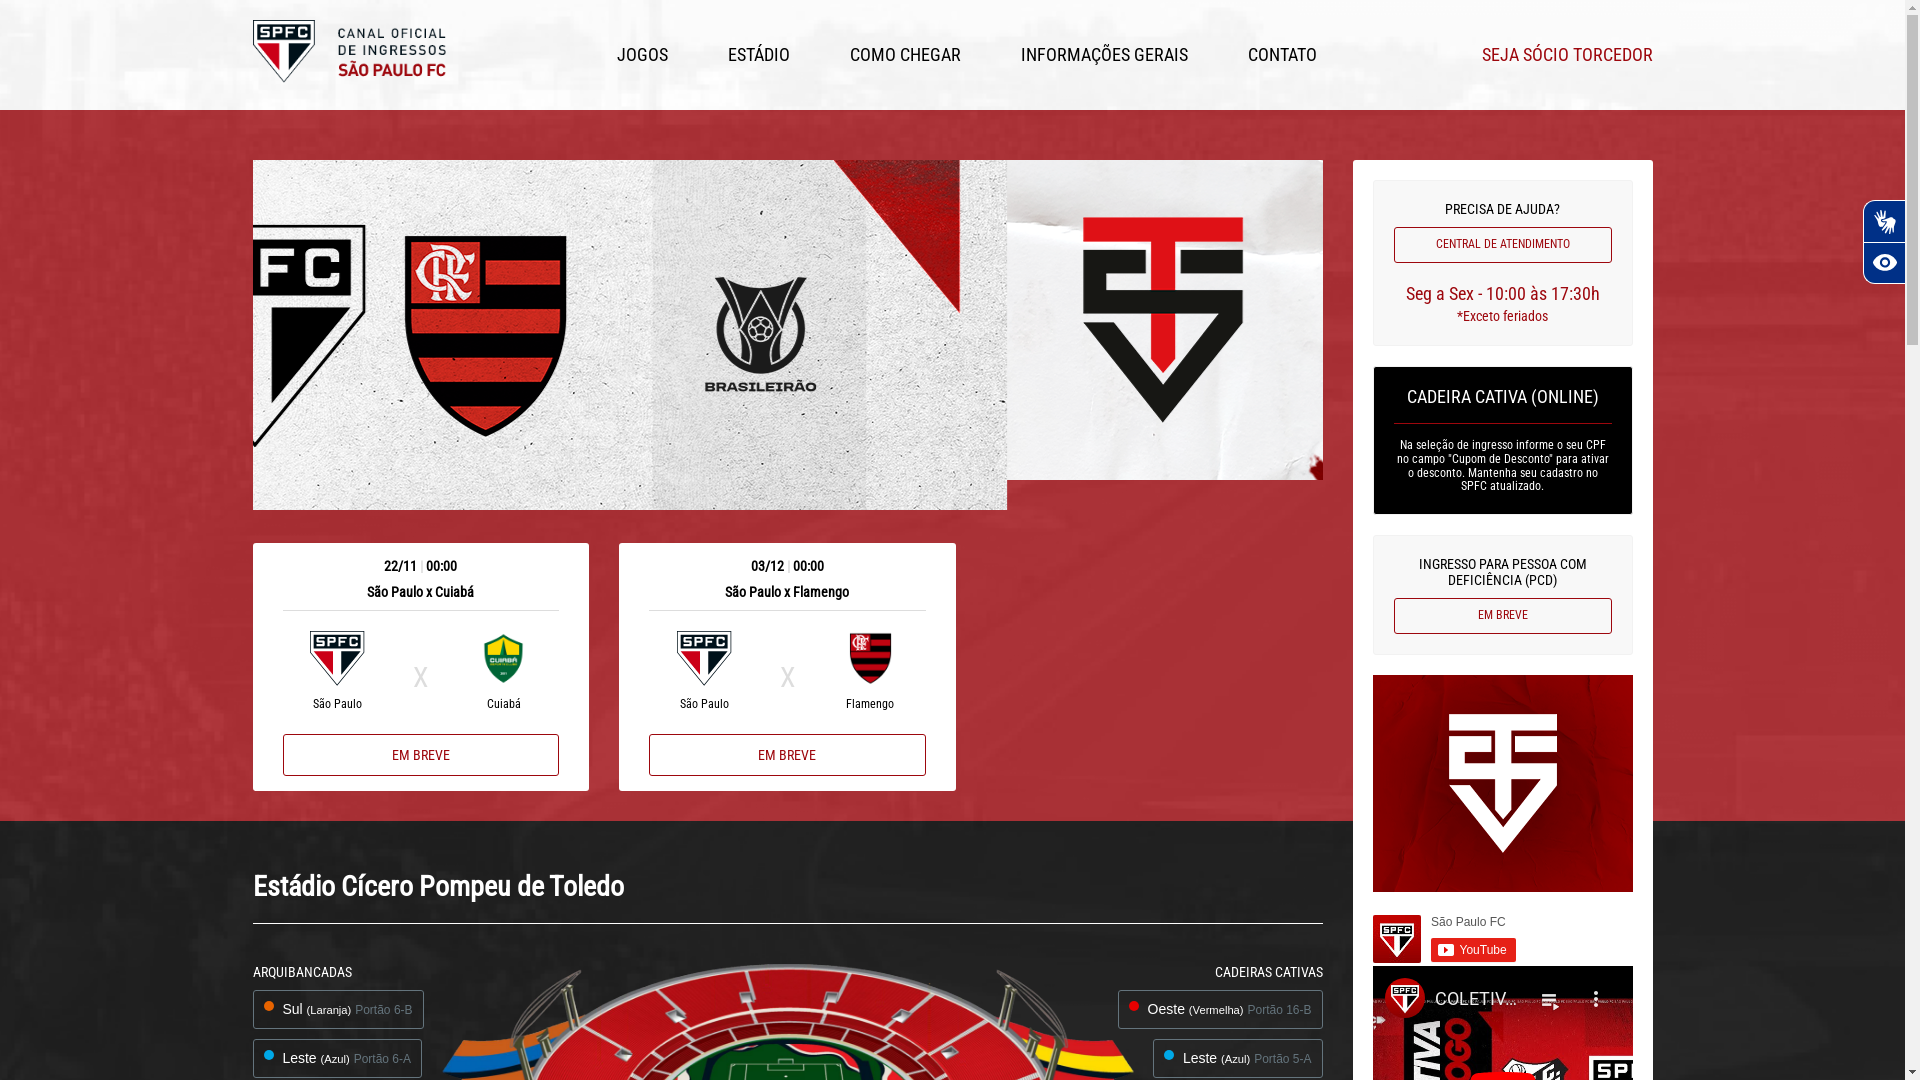 SPFC
CANAL OFICIAL
DE INGRESSOS
SÃO PAULO FC
JOGOS
ESTÁDIO
COMO CHEGAR
INFORMAÇÕES GERAIS
CONTATO
SEJA SÓCIO TORCEDOR
FC
BRASILEIRÃO
PRECISA DE AJUDA?
CENTRAL DE ATENDIMENTO
Seg a Sex - 10:00 às 17:30h
*Exceto feriados
CADEIRA CATIVA (ONLINE)
Na seleção de ingresso informe o seu CPF
no campo "Cupom de Desconto" para ativar
o desconto. Mantenha seu cadastro no
SPFC atualizado.
INGRESSO PARA PESSOA COM
DEFICIÊNCIA (PCD)
EM BREVE
22/11 | 00:00
São Paulo x Cuiabá
SPFC
CUIABÁ
X
São Paulo
Cuiabá
EM BREVE
03/12 | 00:00
São Paulo x Flamengo
SPFC
X
São Paulo
Flamengo
EM BREVE
Estádio Cícero Pompeu de Toledo
ARQUIBANCADAS
Sul (Laranja) Portão 6-B
Leste (Azul) Portão 6-A
CADEIRAS CATIVAS
Oeste (Vermelha) Portão 16-B
Leste (Azul) Portão 5-A
SPFC
São Paulo FC
YouTube
SPFC
COLETIV...
SPF